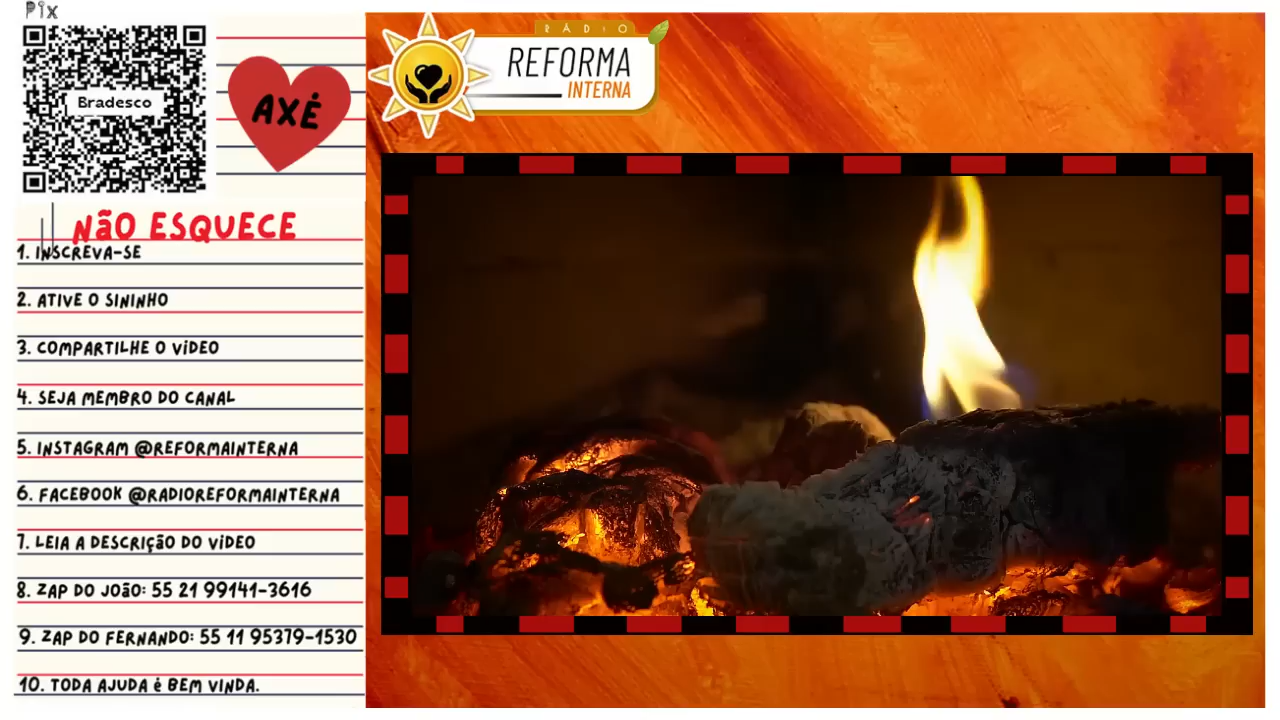 Pix
Bradesco
AXÉ
RÁDIO
REFORMA
INTERNA
NÃO ESQUECE
1. INSCREVA-SE
2. ATIVE O SININHO
3. COMPARTILHE O VÍDEO
4. SEJA MEMBRO DO CANAL
5. INSTAGRAM @REFORMAINTERNA
6. FACEBOOK @RADIOREFORMAINTERNA
7. LEIA A DESCRIÇÃO DO VÍDEO
8. ZAP DO JOÃO: 55 21 99141-3616
9. ZAP DO FERNANDO: 55 11 95379-1530
10. TODA AJUDA É BEM VINDA.